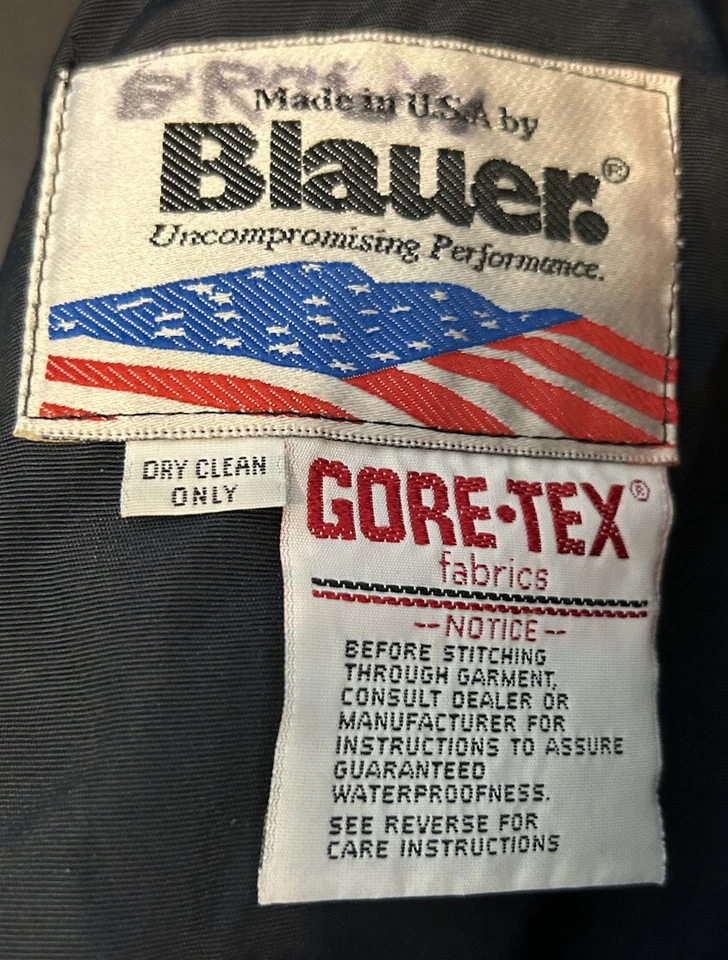 Made in U.S.A by
Blauer.®
Uncompromising Performance.
DRY CLEAN
ONLY
GORE-TEX®
fabrics
--NOTICE--
BEFORE STITCHING
THROUGH GARMENT,
CONSULT DEALER OR
MANUFACTURER FOR
INSTRUCTIONS TO ASSURE
GUARANTEED
WATERPROOFNESS.
SEE REVERSE FOR
CARE INSTRUCTIONS